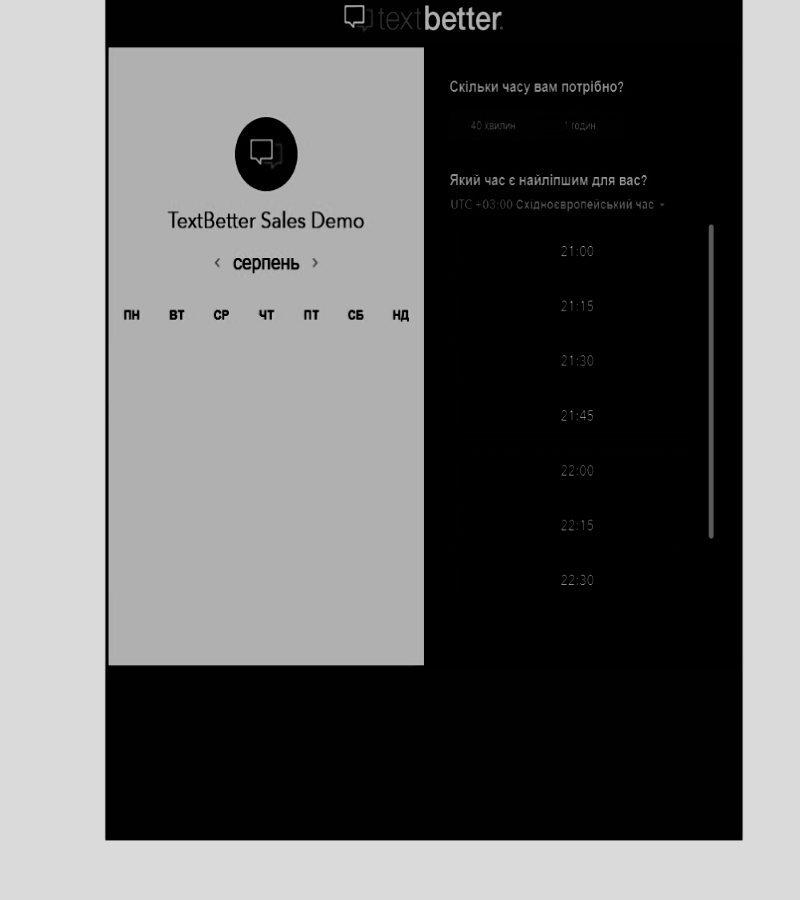 textbetter.
TextBetter Sales Demo
‹ серпень ›
ПН ВТ СР ЧТ ПТ СБ НД
Скільки часу вам потрібно?
40 хвилин 1 годин
Який час є найліпшим для вас?
UTC +03:00 Східноєвропейський час
21:00
21:15
21:30
21:45
22:00
22:15
22:30